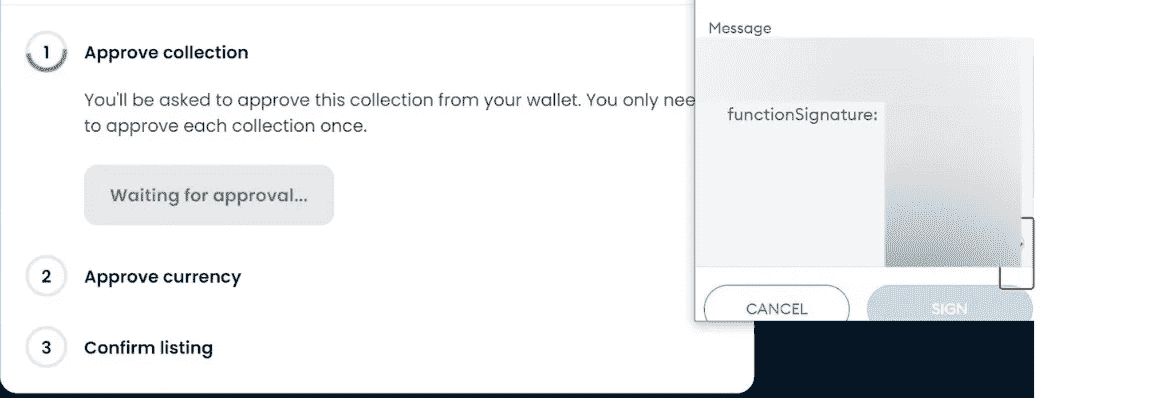 1 Approve collection
You'll be asked to approve this collection from your wallet. You only nee
to approve each collection once.
Waiting for approval...
2 Approve currency
3 Confirm listing
Message
functionSignature:
CANCEL
SIGN